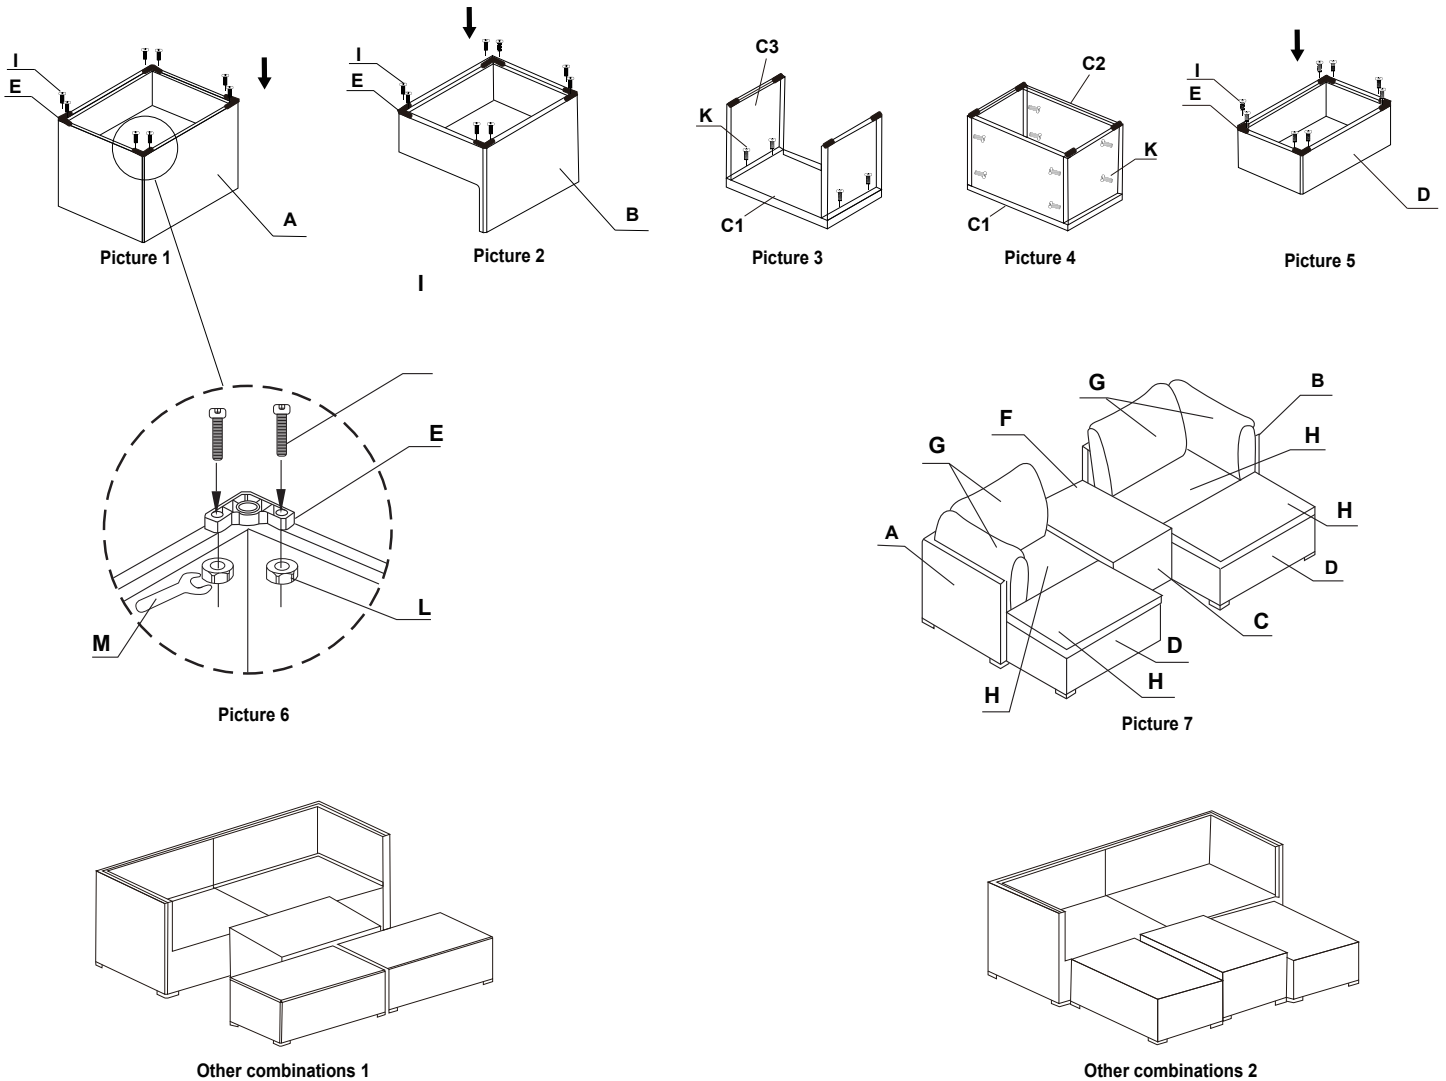 I
E
A
Picture 1
I
E
B
Picture 2
C3
K
C1
Picture 3
C2
K
C1
Picture 4
I
E
D
Picture 5
I
E
L
M
Picture 6
G
B
F
H
G
H
A
D
C
D
H
H
Picture 7
Other combinations 1
Other combinations 2